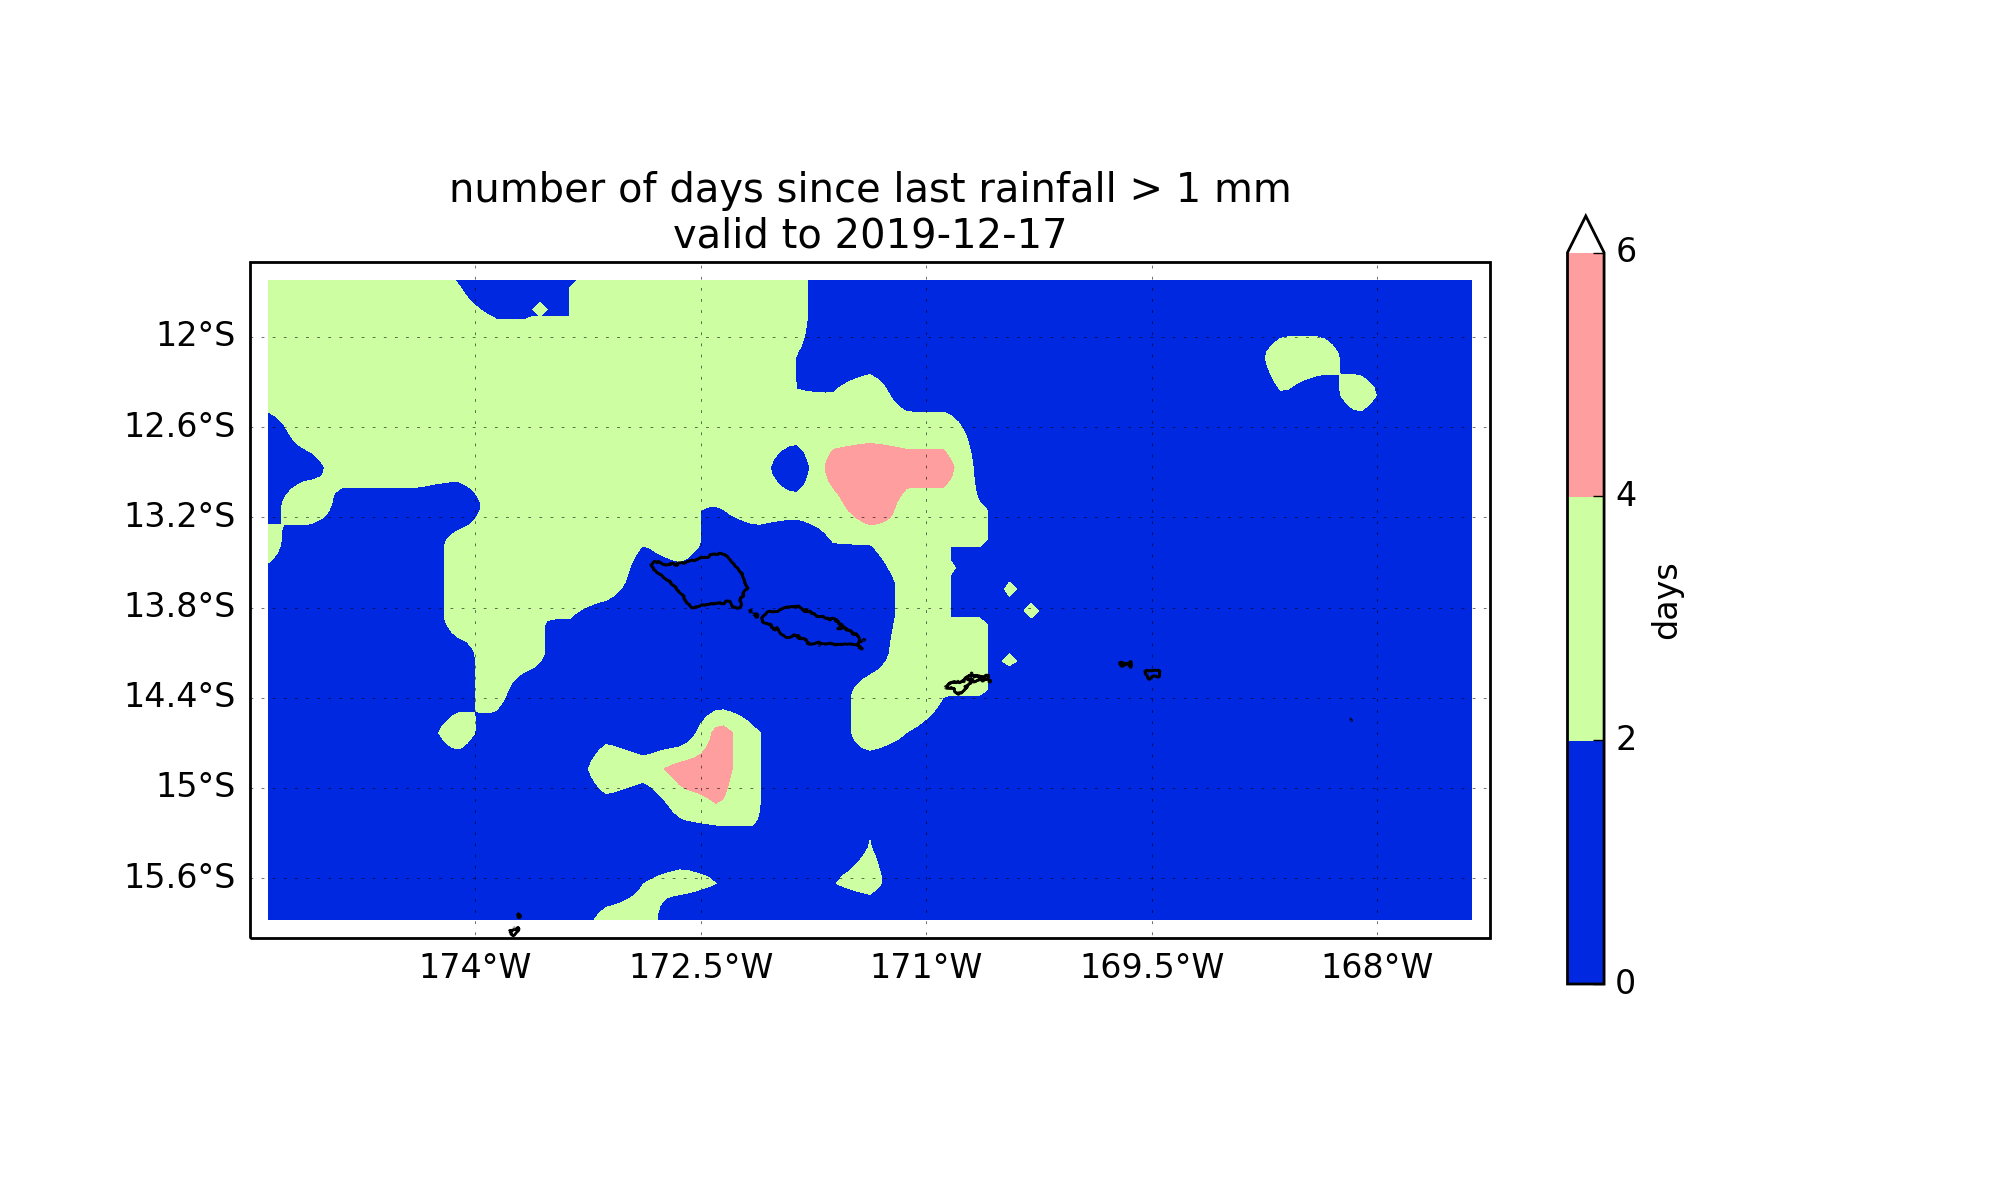 number of days since last rainfall > 1 mm
valid to 2019-12-17
12°S
12.6°S
13.2°S
13.8°S
14.4°S
15°S
15.6°S
174°W
172.5°W
171°W
169.5°W
168°W
6
4
2
0
days